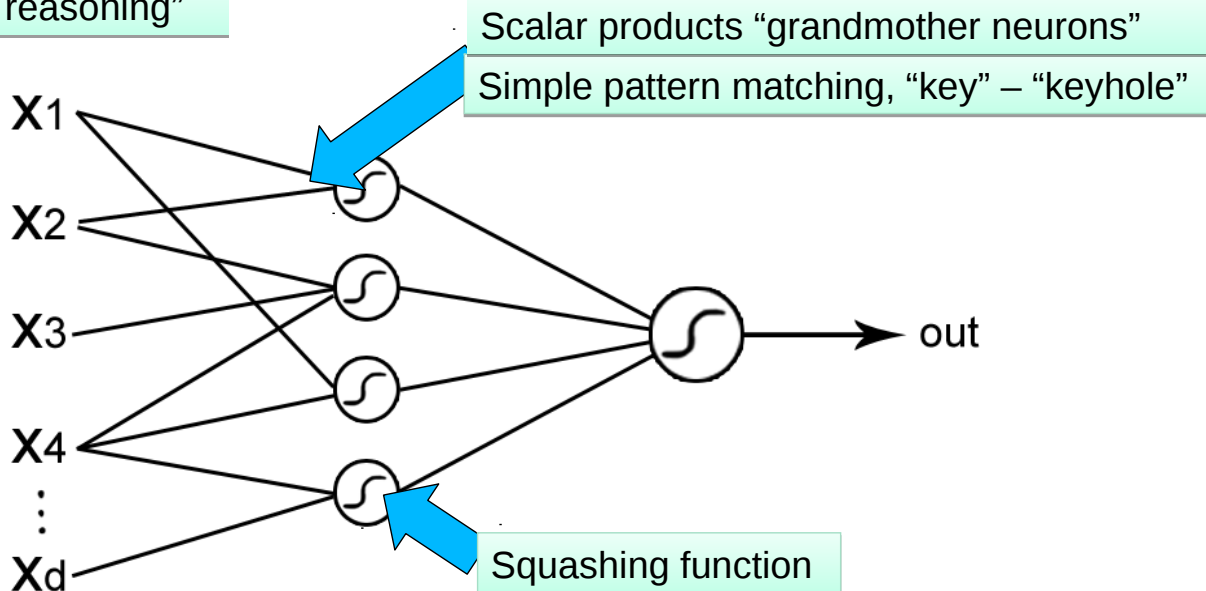 reasoning”
Scalar products “grandmother neurons”
Simple pattern matching, “key” – “keyhole”
X1
X2
X3
out
X4
⋮
Xd
Squashing function